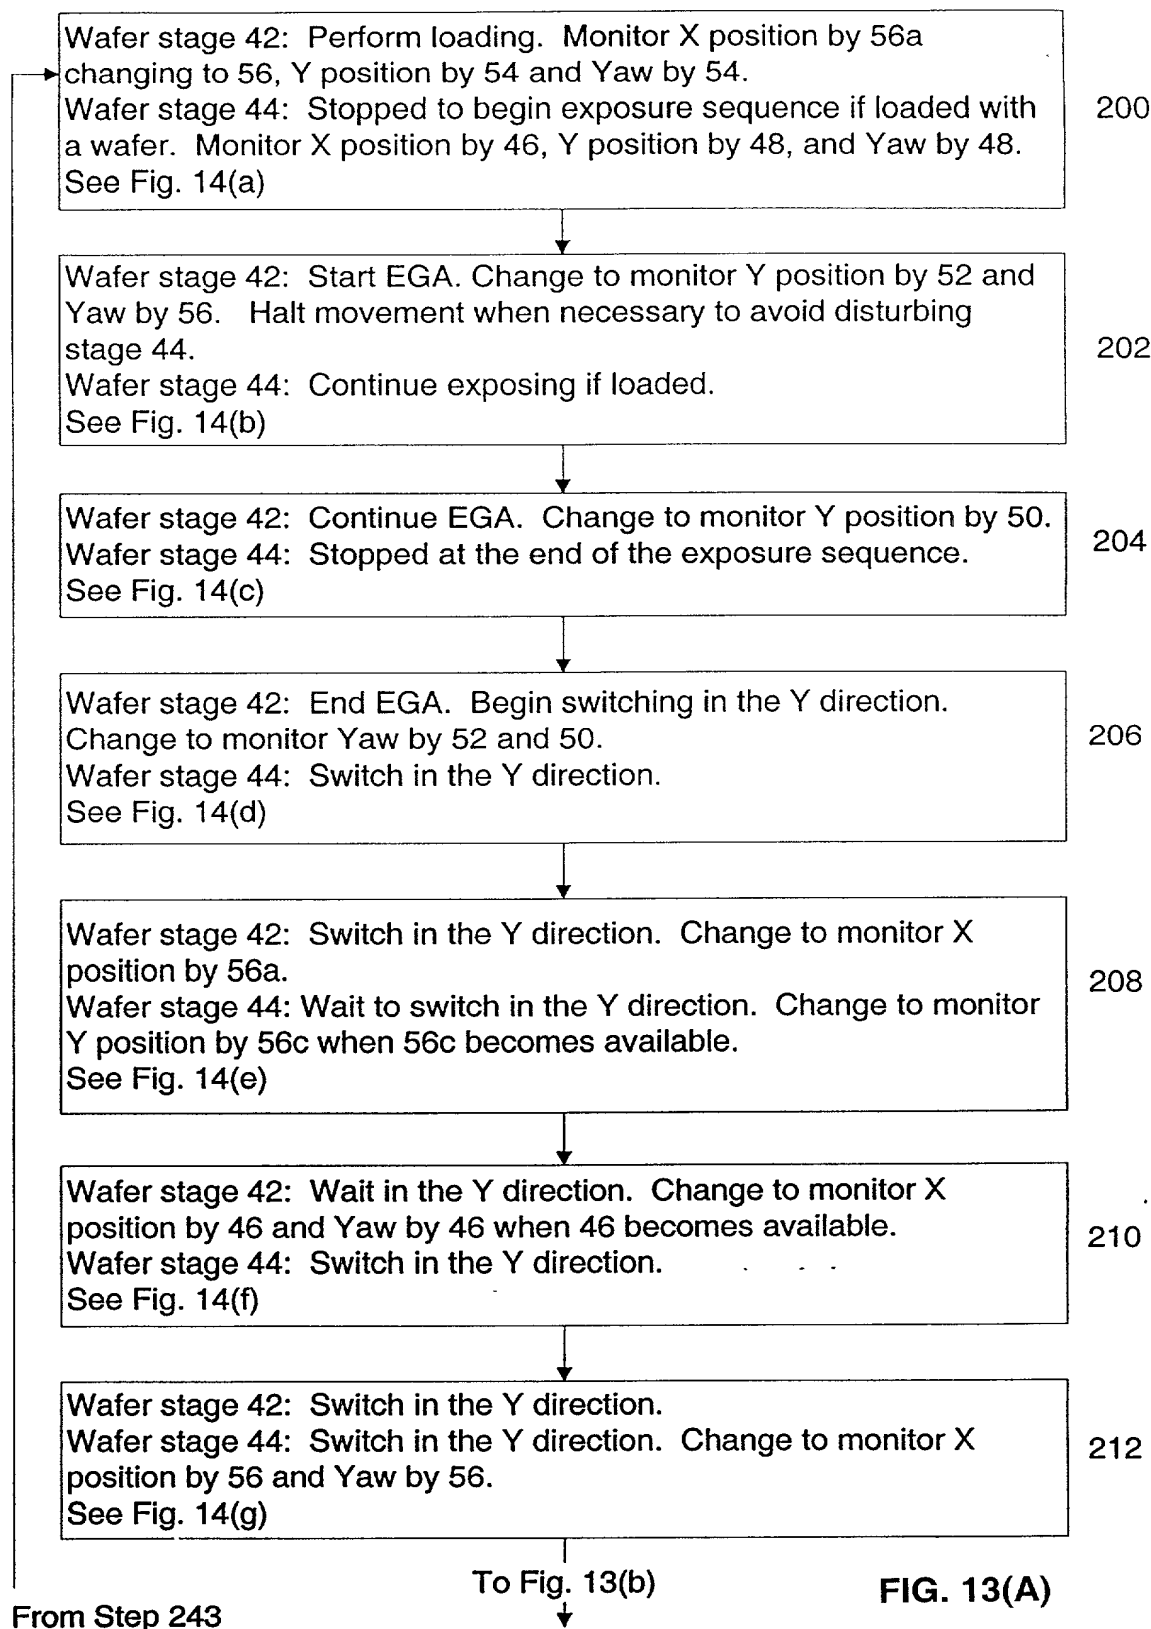 Wafer stage 42: Perform loading. Monitor X position by 56a
changing to 56, Y position by 54 and Yaw by 54.
Wafer stage 44: Stopped to begin exposure sequence if loaded with
a wafer. Monitor X position by 46, Y position by 48, and Yaw by 48.
See Fig. 14(a)
200
Wafer stage 42: Start EGA. Change to monitor Y position by 52 and
Yaw by 56. Halt movement when necessary to avoid disturbing
stage 44.
Wafer stage 44: Continue exposing if loaded.
See Fig. 14(b)
202
Wafer stage 42: Continue EGA. Change to monitor Y position by 50.
Wafer stage 44: Stopped at the end of the exposure sequence.
See Fig. 14(c)
204
Wafer stage 42: End EGA. Begin switching in the Y direction.
Change to monitor Yaw by 52 and 50.
Wafer stage 44: Switch in the Y direction.
See Fig. 14(d)
206
Wafer stage 42: Switch in the Y direction. Change to monitor X
position by 56a.
Wafer stage 44: Wait to switch in the Y direction. Change to monitor
Y position by 56c when 56c becomes available.
See Fig. 14(e)
208
Wafer stage 42: Wait in the Y direction. Change to monitor X
position by 46 and Yaw by 46 when 46 becomes available.
Wafer stage 44: Switch in the Y direction.
See Fig. 14(f)
210
Wafer stage 42: Switch in the Y direction.
Wafer stage 44: Switch in the Y direction. Change to monitor X
position by 56 and Yaw by 56.
See Fig. 14(g)
212
To Fig. 13(b)
FIG. 13(A)
From Step 243